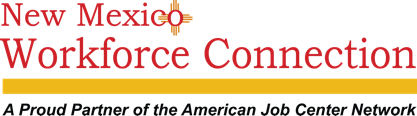 New Mexico
Workforce Connection
A Proud Partner of the American Job Center Network